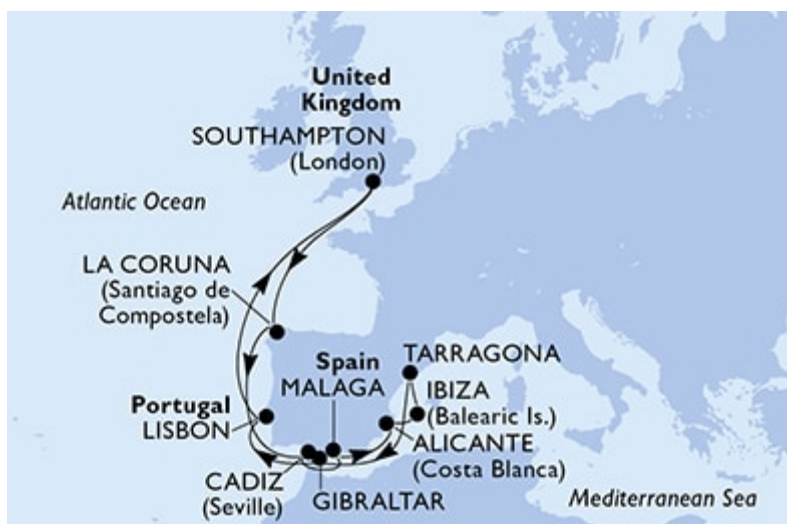 United
Kingdom
SOUTHAMPTON
(London)
Atlantic Ocean
LA CORUNA
(Santiago de
Compostela)
Spain
MALAGA
TARRAGONA
IBIZA
(Balearic Is.)
Portugal
LISBON
ALICANTE
(Costa Blanca)
CADIZ
(Seville)
GIBRALTAR
Mediterranean Sea